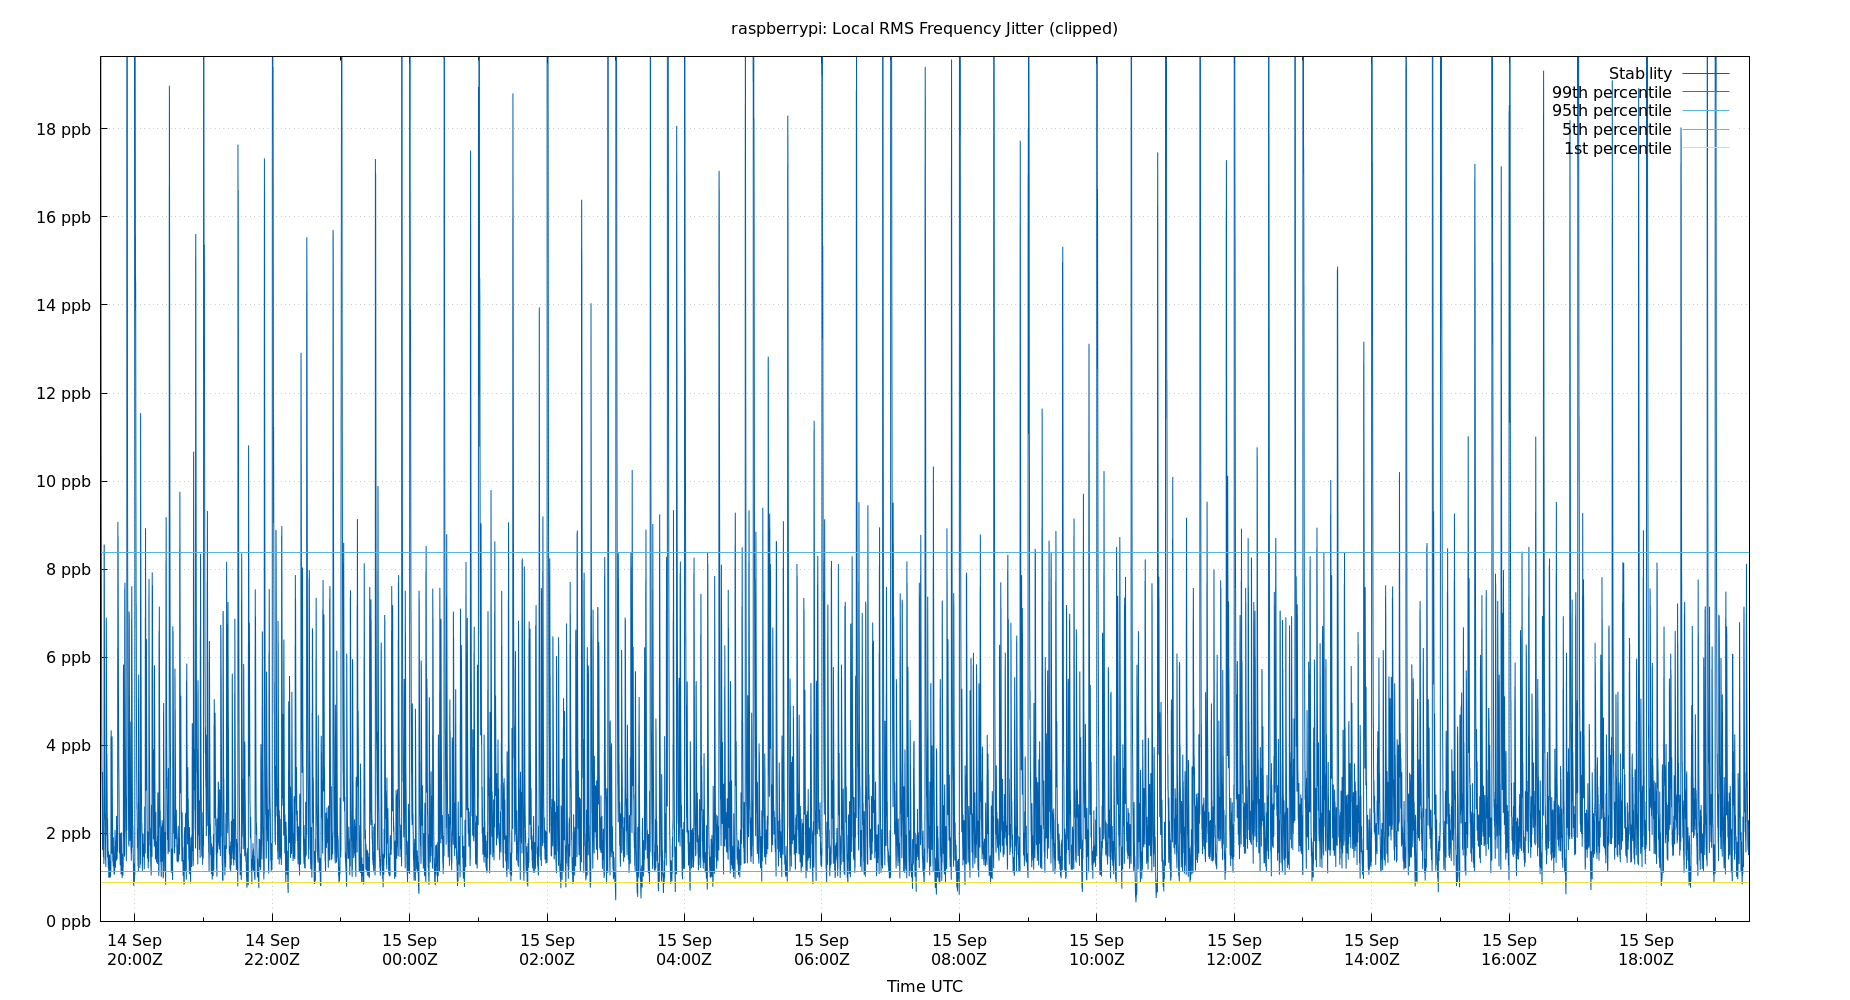 raspberrypi: Local RMS Frequency Jitter (clipped)
Stability
99th percentile
95th percentile
5th percentile
1st percentile
18 ppb
16 ppb
14 ppb
12 ppb
10 ppb
8 ppb
6 ppb
4 ppb
2 ppb
0 ppb
14 Sep 14 Sep 15 Sep 15 Sep 15 Sep 15 Sep 15 Sep 15 Sep 15 Sep 15 Sep 15 Sep 15 Sep
20:00Z 22:00Z 00:00Z 02:00Z 04:00Z 06:00Z 08:00Z 10:00Z 12:00Z 14:00Z 16:00Z 18:00Z
Time UTC